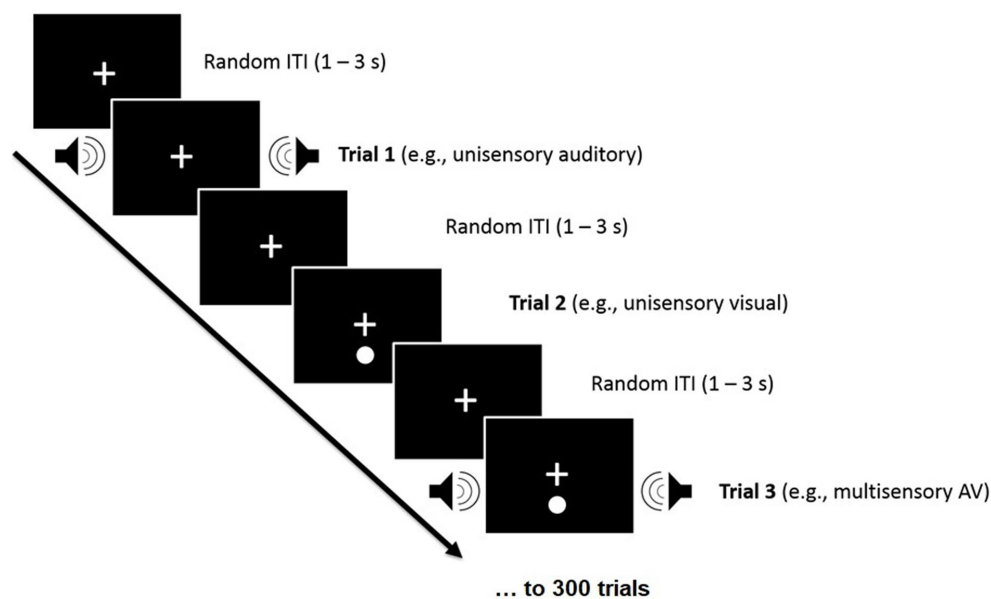 Random ITI (1 – 3 s)
Trial 1 (e.g., unisensory auditory)
Random ITI (1 – 3 s)
Trial 2 (e.g., unisensory visual)
Random ITI (1 – 3 s)
Trial 3 (e.g., multisensory AV)
... to 300 trials